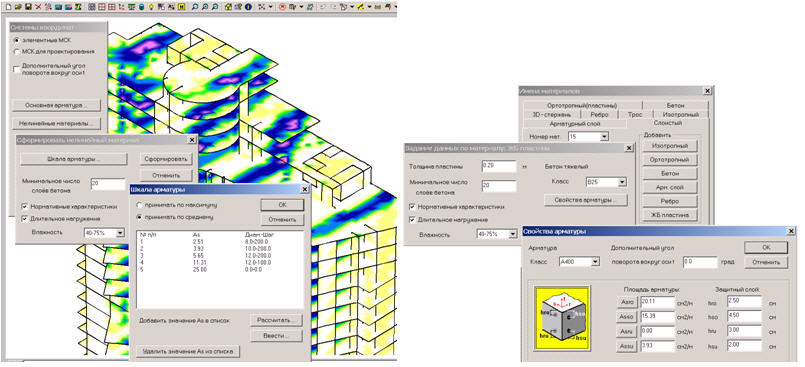 Системы координат
элементные МСК
МСК для проектирования
Дополнительный угол
поворота вокруг оси1
Основная арматура ...
Нелинейные материалы ...
Сформировать нелинейный материал
Шкала арматуры ...
Сформировать
Отменить
Минимальное число
слоёв бетона
20
Нормативные характеристики
Длительное нагружение
Влажность
40-75%
Шкала арматуры
принимать по максимуму
принимать по среднему
OK
Отменить
№ п/п As Диам.-Шаг
1 2.51 8.0-200.0
2 3.93 10.0-200.0
3 5.65 12.0-200.0
4 11.31 12.0-100.0
5 25.00 0.0-0.0
Добавить значение As в список
Рассчитать ...
Ввести ...
Удалить значение As из списка
Имена материалов
Ортотропный(пластины)
Бетон
3D - стержень
Ребро
Трос
Изотропный
Арматурный слой
Слоистый
Номер мат.
15
Добавить
Изотропный
Ортотропный
Бетон
Арм. слой
Ребро
ЖБ пластина
Задание данных по материалу: ЖБ пластины
Толщина пластины
0.20
м
Бетон тяжелый
Минимальное число
слоёв бетона
20
Класс
B25
Свойства арматуры ...
Нормативные характеристики
Длительное нагружение
Влажность
40-75%
Свойства арматуры
Арматура
Дополнительный угол
OK
Класс
A400
поворота вокруг оси1
0.0
град
Отменить
Площадь арматуры:
Защитный слой:
Asro 20.11 см2/м hro 2.50 см
Asso 15.39 см2/м hso 4.50 см
Asru 0.00 см2/м hru 3.00 см
Assu 3.93 см2/м hsu 2.00 см